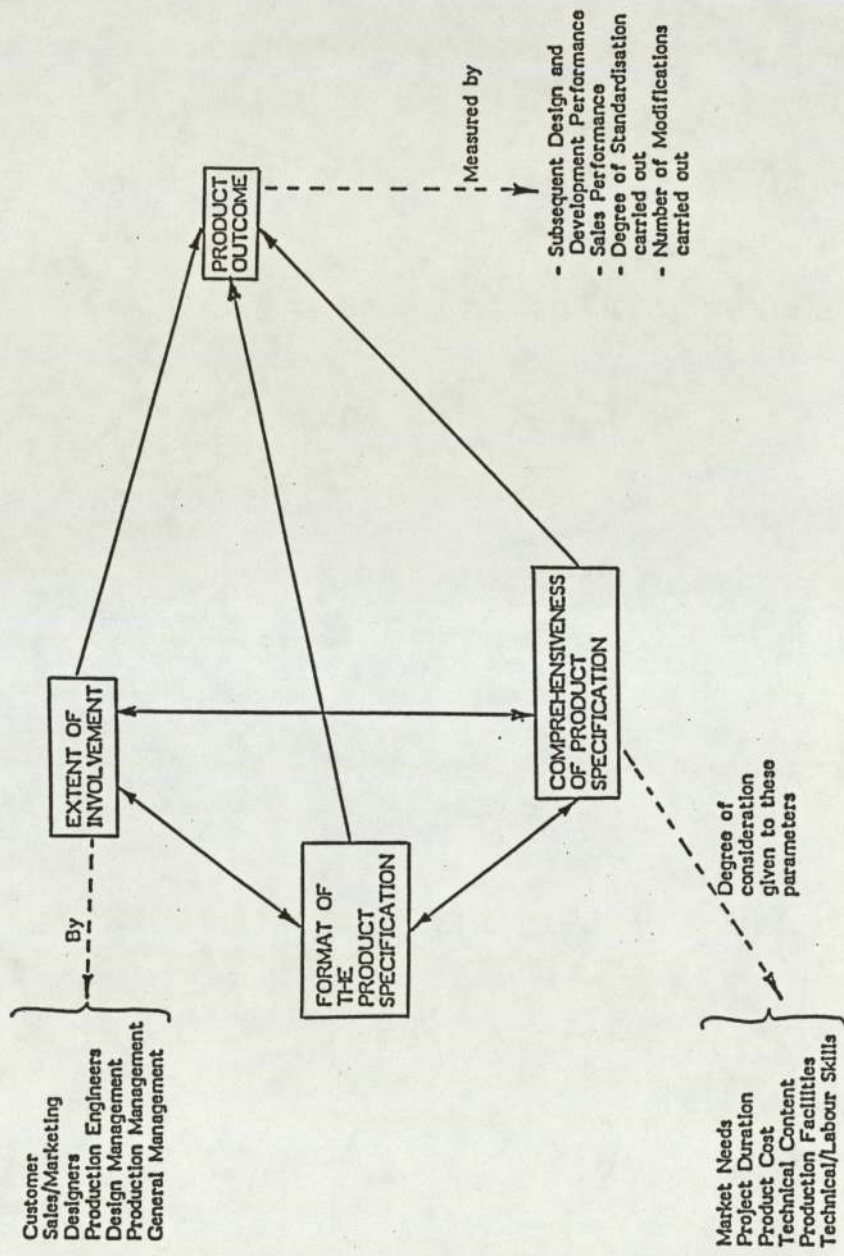 Customer
Sales/Marketing
Designers
Production Engineers
Design Management
Production Management
General Management
By
EXTENT OF
INVOLVEMENT
PRODUCT
OUTCOME
FORMAT OF
THE
PRODUCT
SPECIFICATION
Measured by
- Subsequent Design and
Development Performance
- Sales Performance
- Degree of Standardisation
carried out
- Number of Modifications
carried out
COMPREHENSIVENESS
OF PRODUCT
SPECIFICATION
Degree of
consideration
given to these
parameters
Market Needs
Project Duration
Product Cost
Technical Content
Production Facilities
Technical/Labour Skills